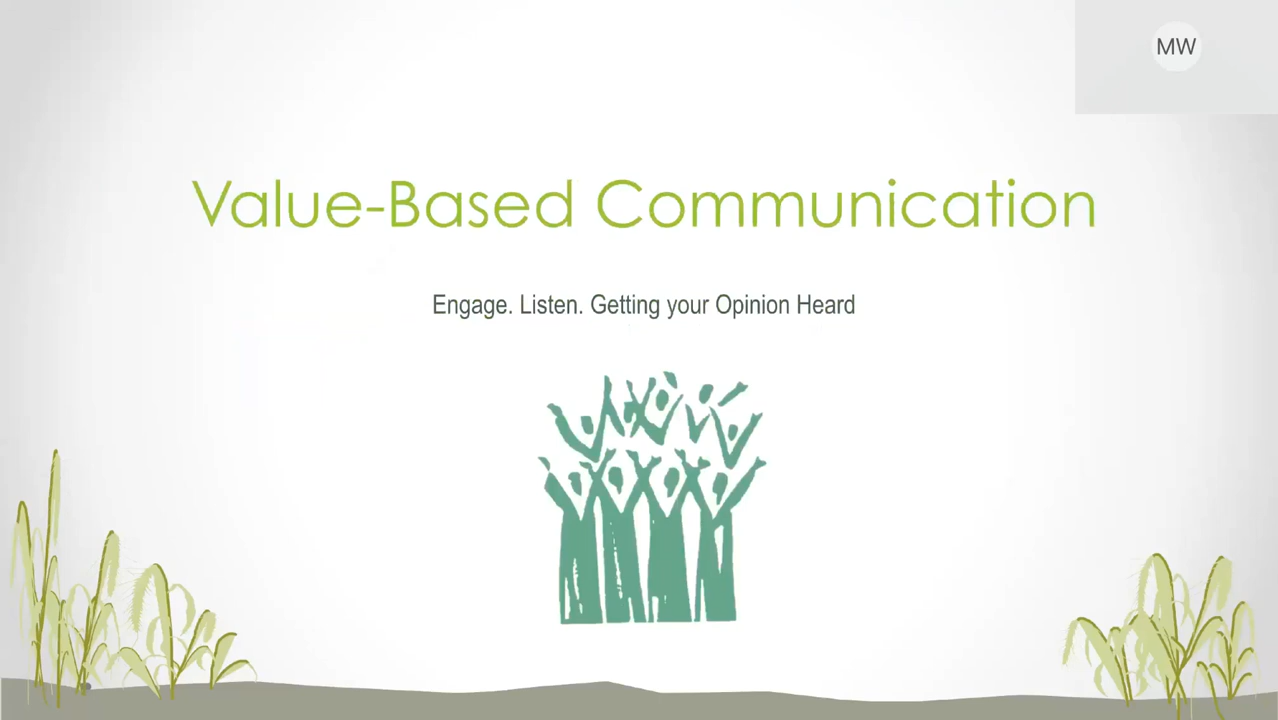 MW
Value-Based Communication
Engage. Listen. Getting your Opinion Heard